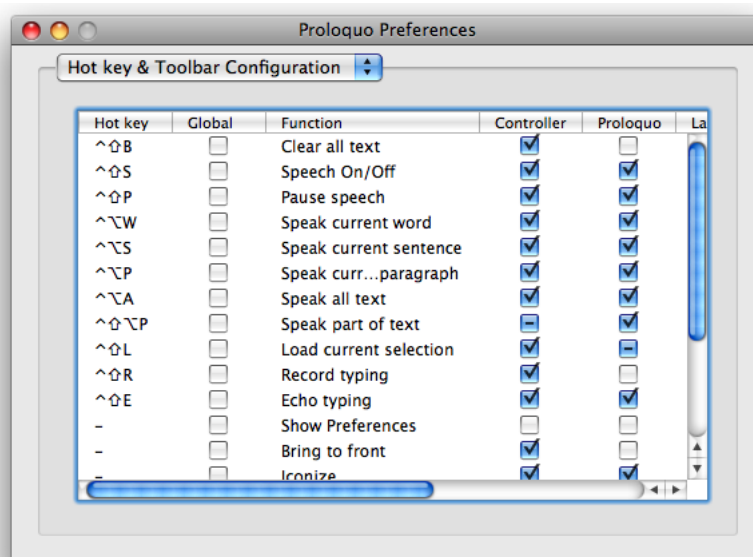 Proloquo Preferences
Hot key & Toolbar Configuration
Hot key Global Function Controller Proloquo La
^⇧B Clear all text
^⇧S Speech On/Off
^⇧P Pause speech
^⌥W Speak current word
^⌥S Speak current sentence
^⌥P Speak curr...paragraph
^⌥A Speak all text
^⇧⌥P Speak part of text
^⇧L Load current selection
^⇧R Record typing
^⇧E Echo typing
– Show Preferences
– Bring to front
– Iconize